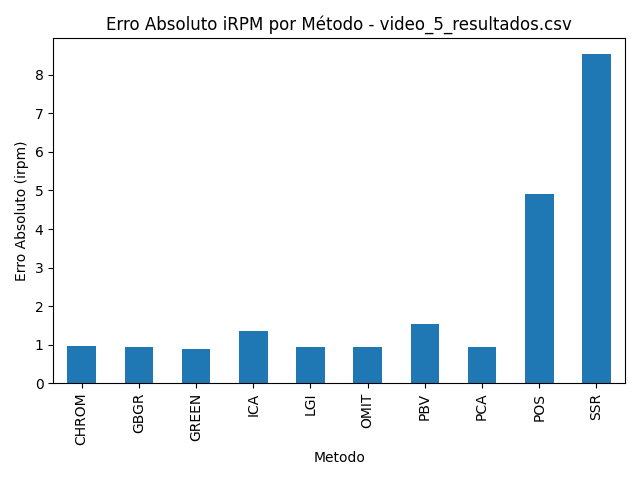 Erro Absoluto iRPM por Método - video_5_resultados.csv
Erro Absoluto (irpm)
8
7
6
5
4
3
2
1
0
CHROM
GBGR
GREEN
ICA
LGI
OMIT
PBV
PCA
POS
SSR
Metodo